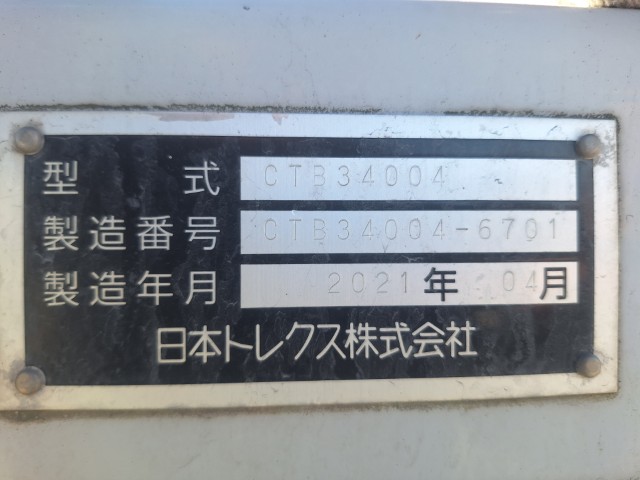 型式 CTB34004
製造番号 CTB34004-6701
製造年月 2021年 04月
日本トレクス株式会社